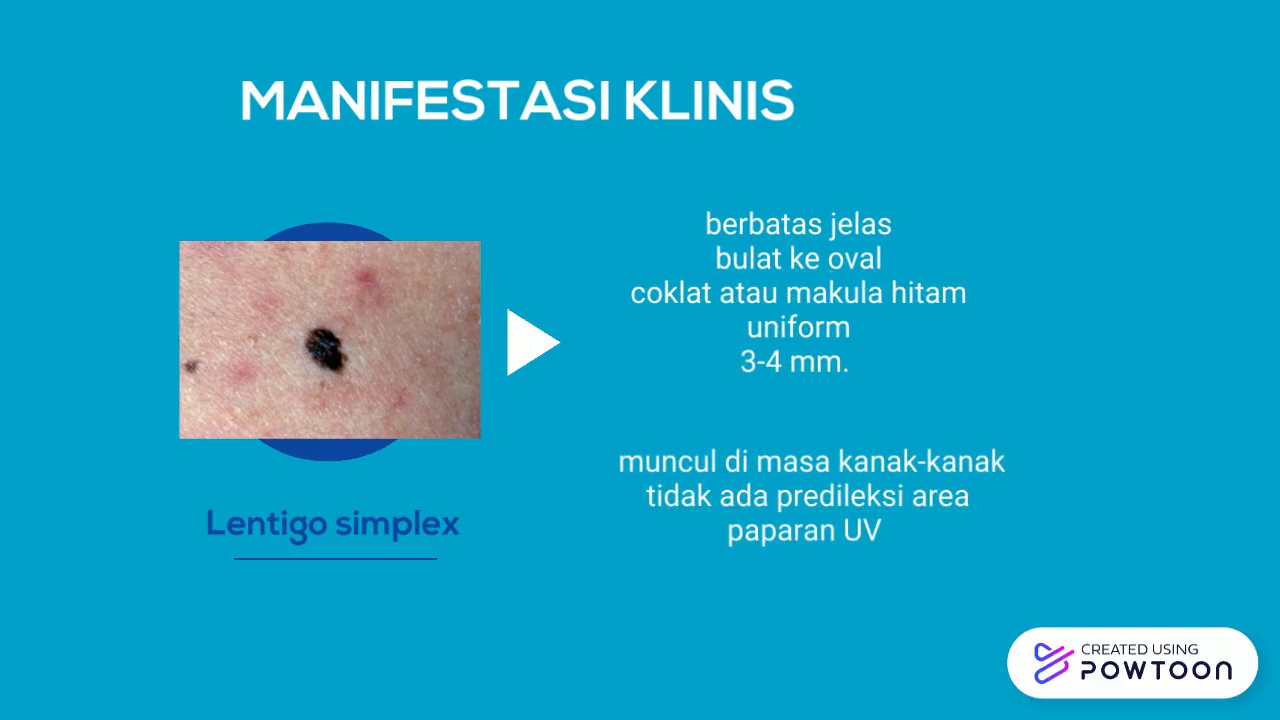 MANIFESTASI KLINIS
berbatas jelas
bulat ke oval
coklat atau makula hitam
uniform
3-4 mm.
muncul di masa kanak-kanak
tidak ada predileksi area
paparan UV
Lentigo simplex
CREATED USING
POWTOON